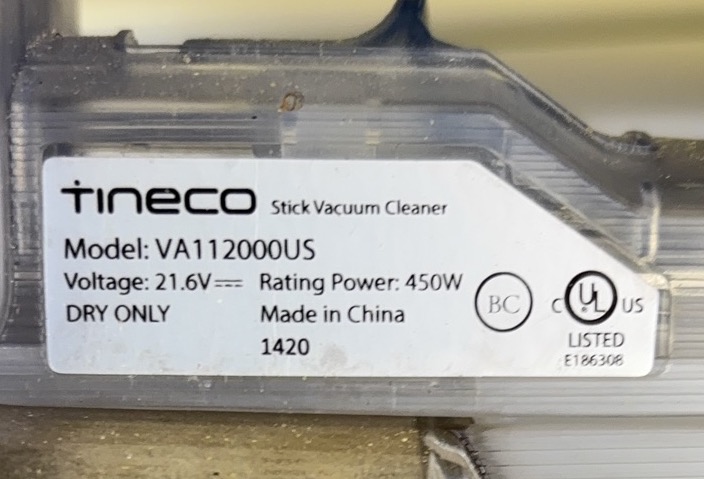 Tineco Stick Vacuum Cleaner
Model: VA112000US
Voltage: 21.6V⎓ Rating Power: 450W
DRY ONLY Made in China
1420
BC
C UL US
LISTED
E186308